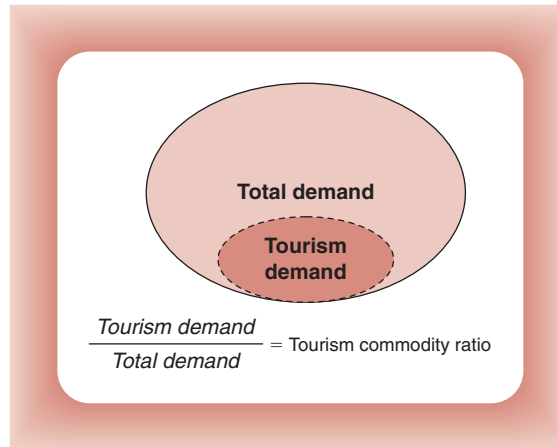 Total demand
Tourism
demand
Tourism demand
Total demand
= Tourism commodity ratio